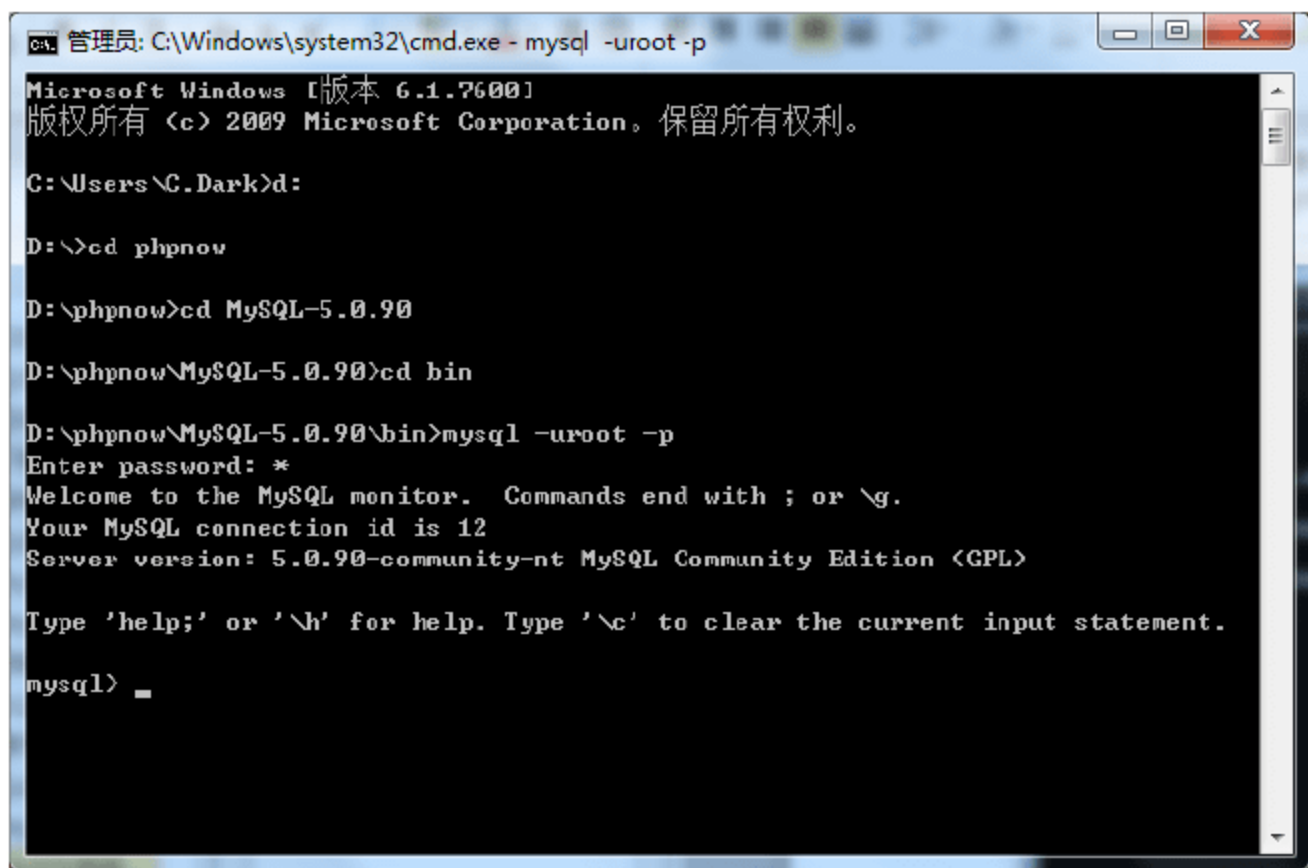 管理员: C:\Windows\system32\cmd.exe - mysql  -uroot -p
Microsoft Windows [版本 6.1.7600]
版权所有 (c) 2009 Microsoft Corporation。保留所有权利。
C:\Users\C.Dark>d:
D:\>cd phpnow
D:\phpnow>cd MySQL-5.0.90
D:\phpnow\MySQL-5.0.90>cd bin
D:\phpnow\MySQL-5.0.90\bin>mysql -uroot -p
Enter password: *
Welcome to the MySQL monitor.  Commands end with ; or \g.
Your MySQL connection id is 12
Server version: 5.0.90-community-nt MySQL Community Edition (GPL)
Type 'help;' or '\h' for help. Type '\c' to clear the current input statement.
mysql> _